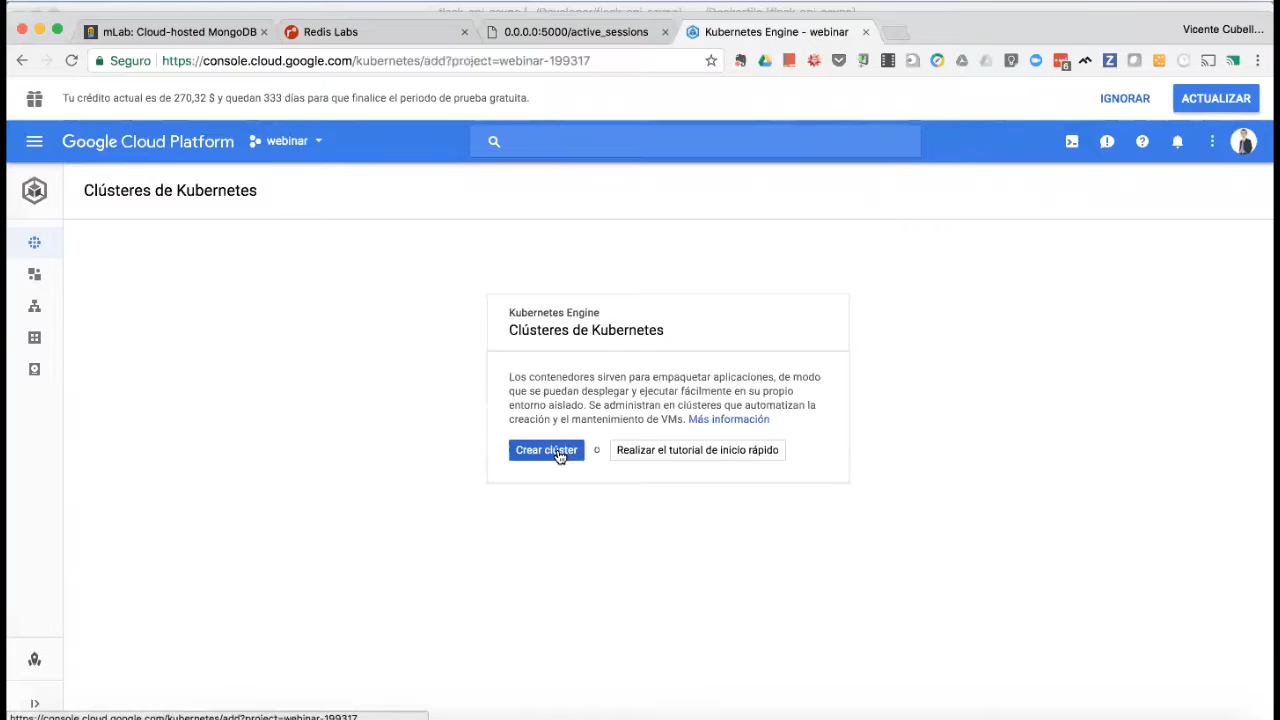 mLab: Cloud-hosted MongoDB
Redis Labs
0.0.0.0:5000/active_sessions
Kubernetes Engine - webinar
Vicente Cubell...
Seguro
https://console.cloud.google.com/kubernetes/add?project=webinar-199317
6
Tu crédito actual es de 270,32 $ y quedan 333 días para que finalice el periodo de prueba gratuita.
IGNORAR
ACTUALIZAR
Google Cloud Platform
webinar
Clústeres de Kubernetes
Kubernetes Engine
Clústeres de Kubernetes
Los contenedores sirven para empaquetar aplicaciones, de modo
que se puedan desplegar y ejecutar fácilmente en su propio
entorno aislado. Se administran en clústeres que automatizan la
creación y el mantenimiento de VMs. Más información
Crear clúster o Realizar el tutorial de inicio rápido
https://console.cloud.google.com/kubernetes/add?project=webinar-199317